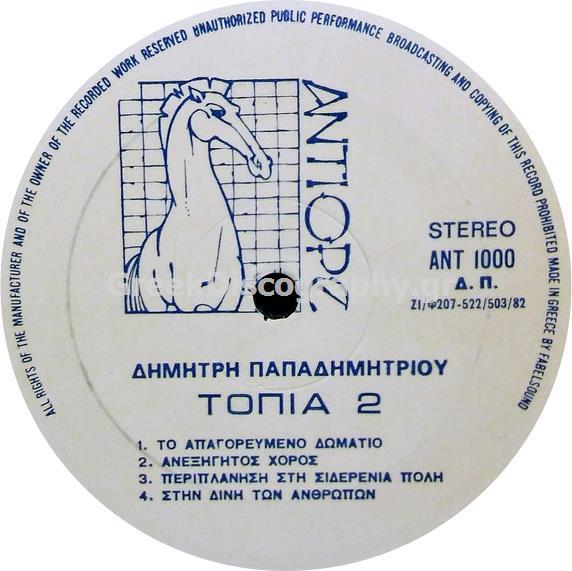 ALL RIGHTS OF THE MANUFACTURER AND OF THE OWNER OF THE RECORDED WORK RESERVED UNAUTHORIZED PUBLIC PERFORMANCE BROADCASTING AND COPYING OF THIS RECORD PROHIBITED MADE IN GREECE BY FABELSOUND
ΑΝΤΙΟΡΖ
STEREO
ANT 1000
Δ. Π.
ZI/Ψ207-522/503/82
GreekDiscography.gr
ΔΗΜΗΤΡΗ ΠΑΠΑΔΗΜΗΤΡΙΟΥ
ΤΟΠΙΑ 2
1. ΤΟ ΑΠΑΓΟΡΕΥΜΕΝΟ ΔΩΜΑΤΙΟ
2. ΑΝΕΞΗΓΗΤΟΣ ΧΟΡΟΣ
3. ΠΕΡΙΠΛΑΝΗΣΗ ΣΤΗ ΣΙΔΕΡΕΝΙΑ ΠΟΛΗ
4. ΣΤΗΝ ΔΙΝΗ ΤΩΝ ΑΝΘΡΩΠΩΝ